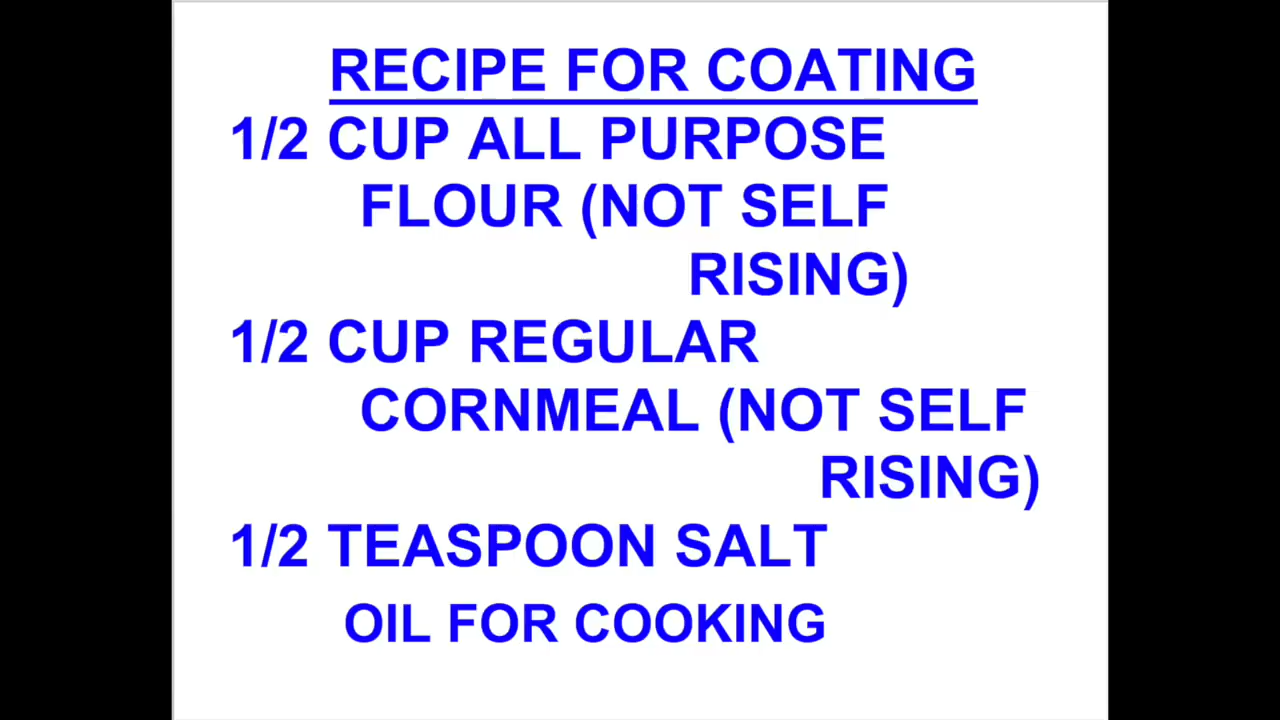 RECIPE FOR COATING
1/2 CUP ALL PURPOSE
FLOUR (NOT SELF
RISING)
1/2 CUP REGULAR
CORNMEAL (NOT SELF
RISING)
1/2 TEASPOON SALT
OIL FOR COOKING